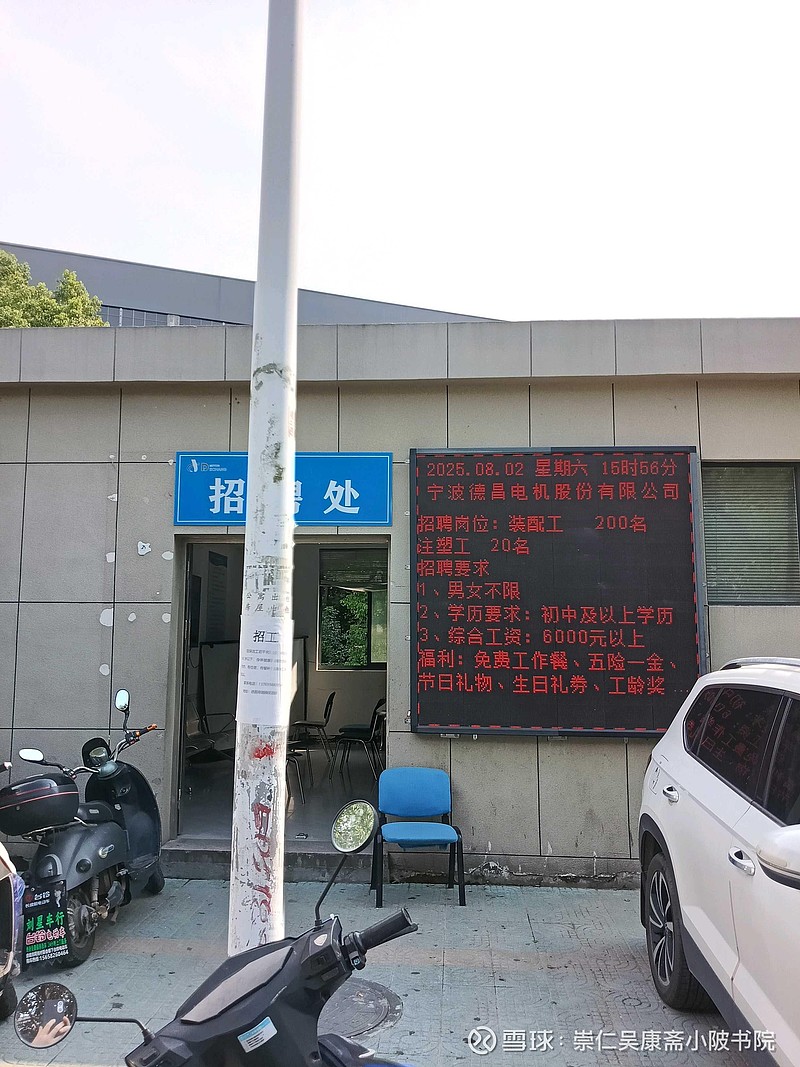 招聘处
2025.08.02 星期六 15时56分
宁波德昌电机股份有限公司
招聘岗位：装配工 200名
注塑工 20名
招聘要求
1、男女不限
2、学历要求：初中及以上学历
3、综合工资：6000元以上
福利：免费工作餐、五险一金、
节日礼物、生日礼券、工龄奖
招工
刘星车行
雪球：崇仁吴康斋小陂书院